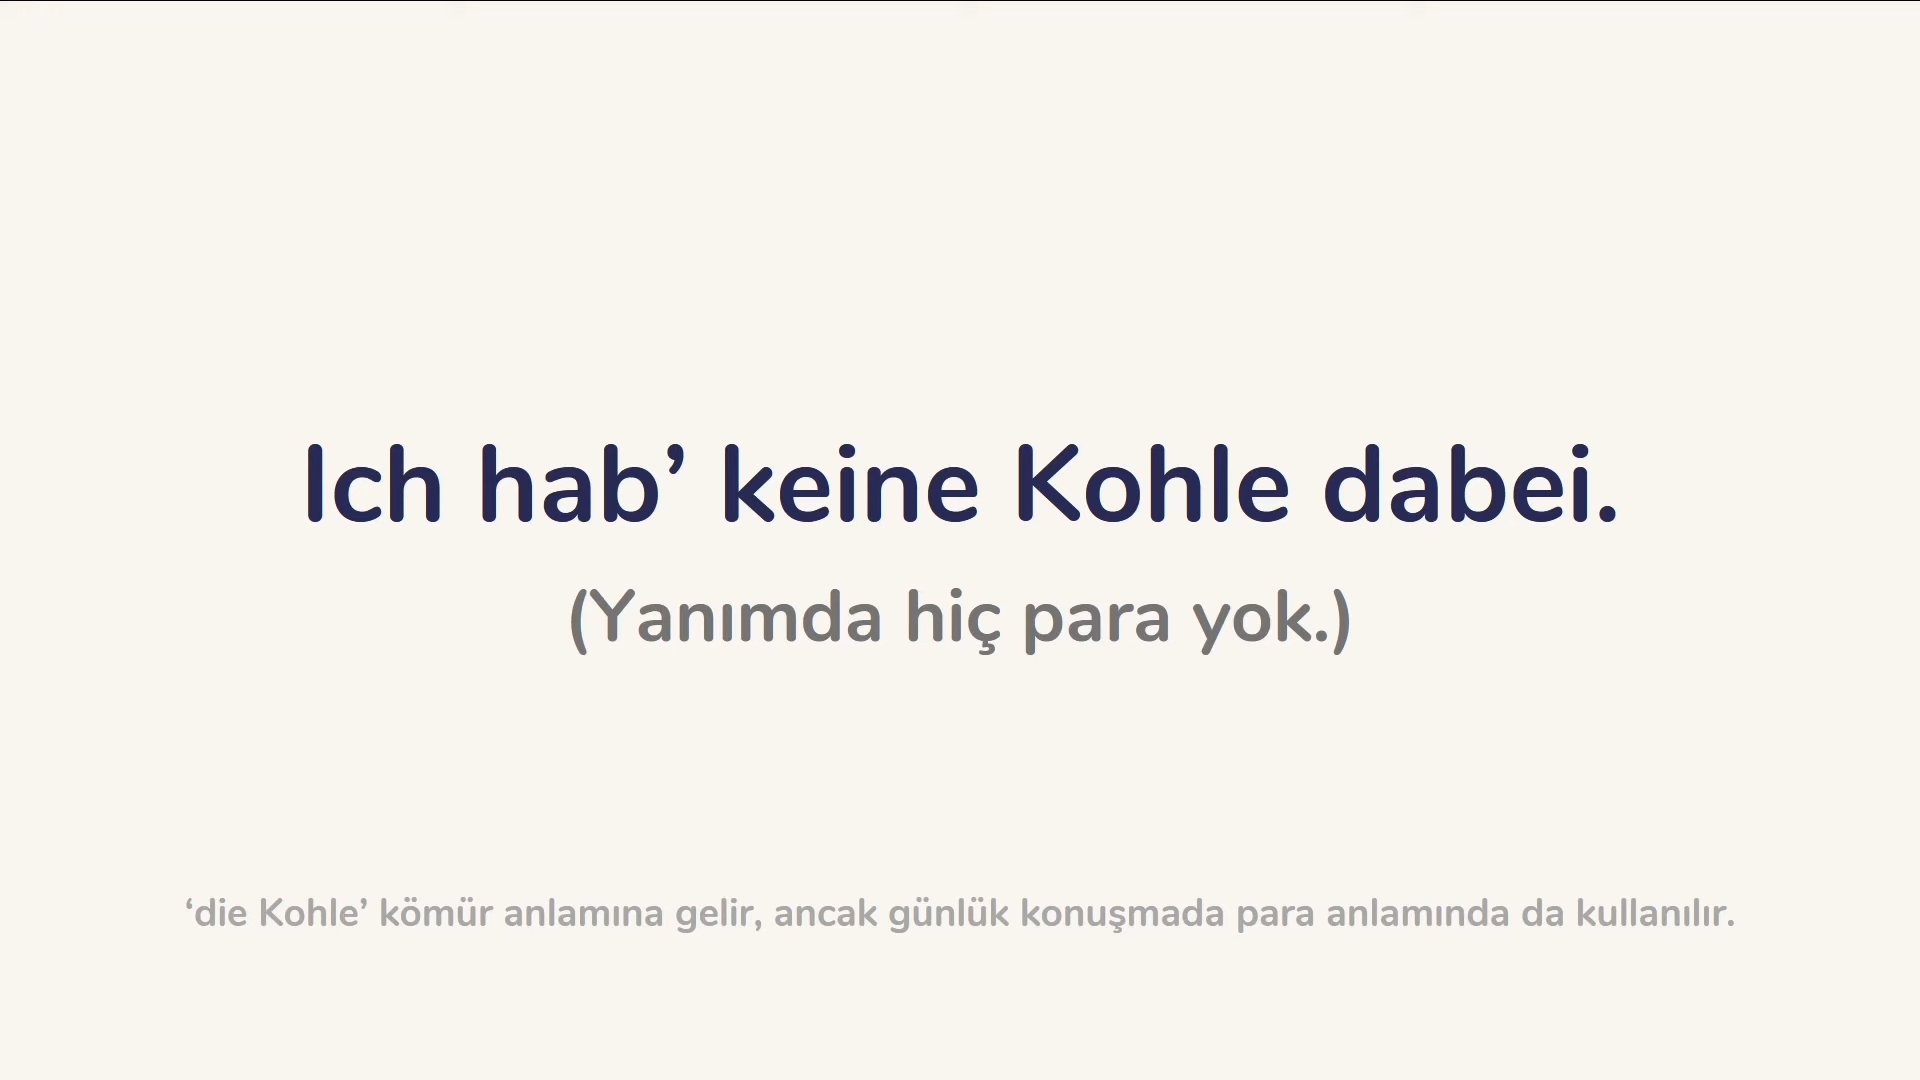 Ich hab’ keine Kohle dabei.
(Yanımda hiç para yok.)
‘die Kohle’ kömür anlamına gelir, ancak günlük konuşmada para anlamında da kullanılır.